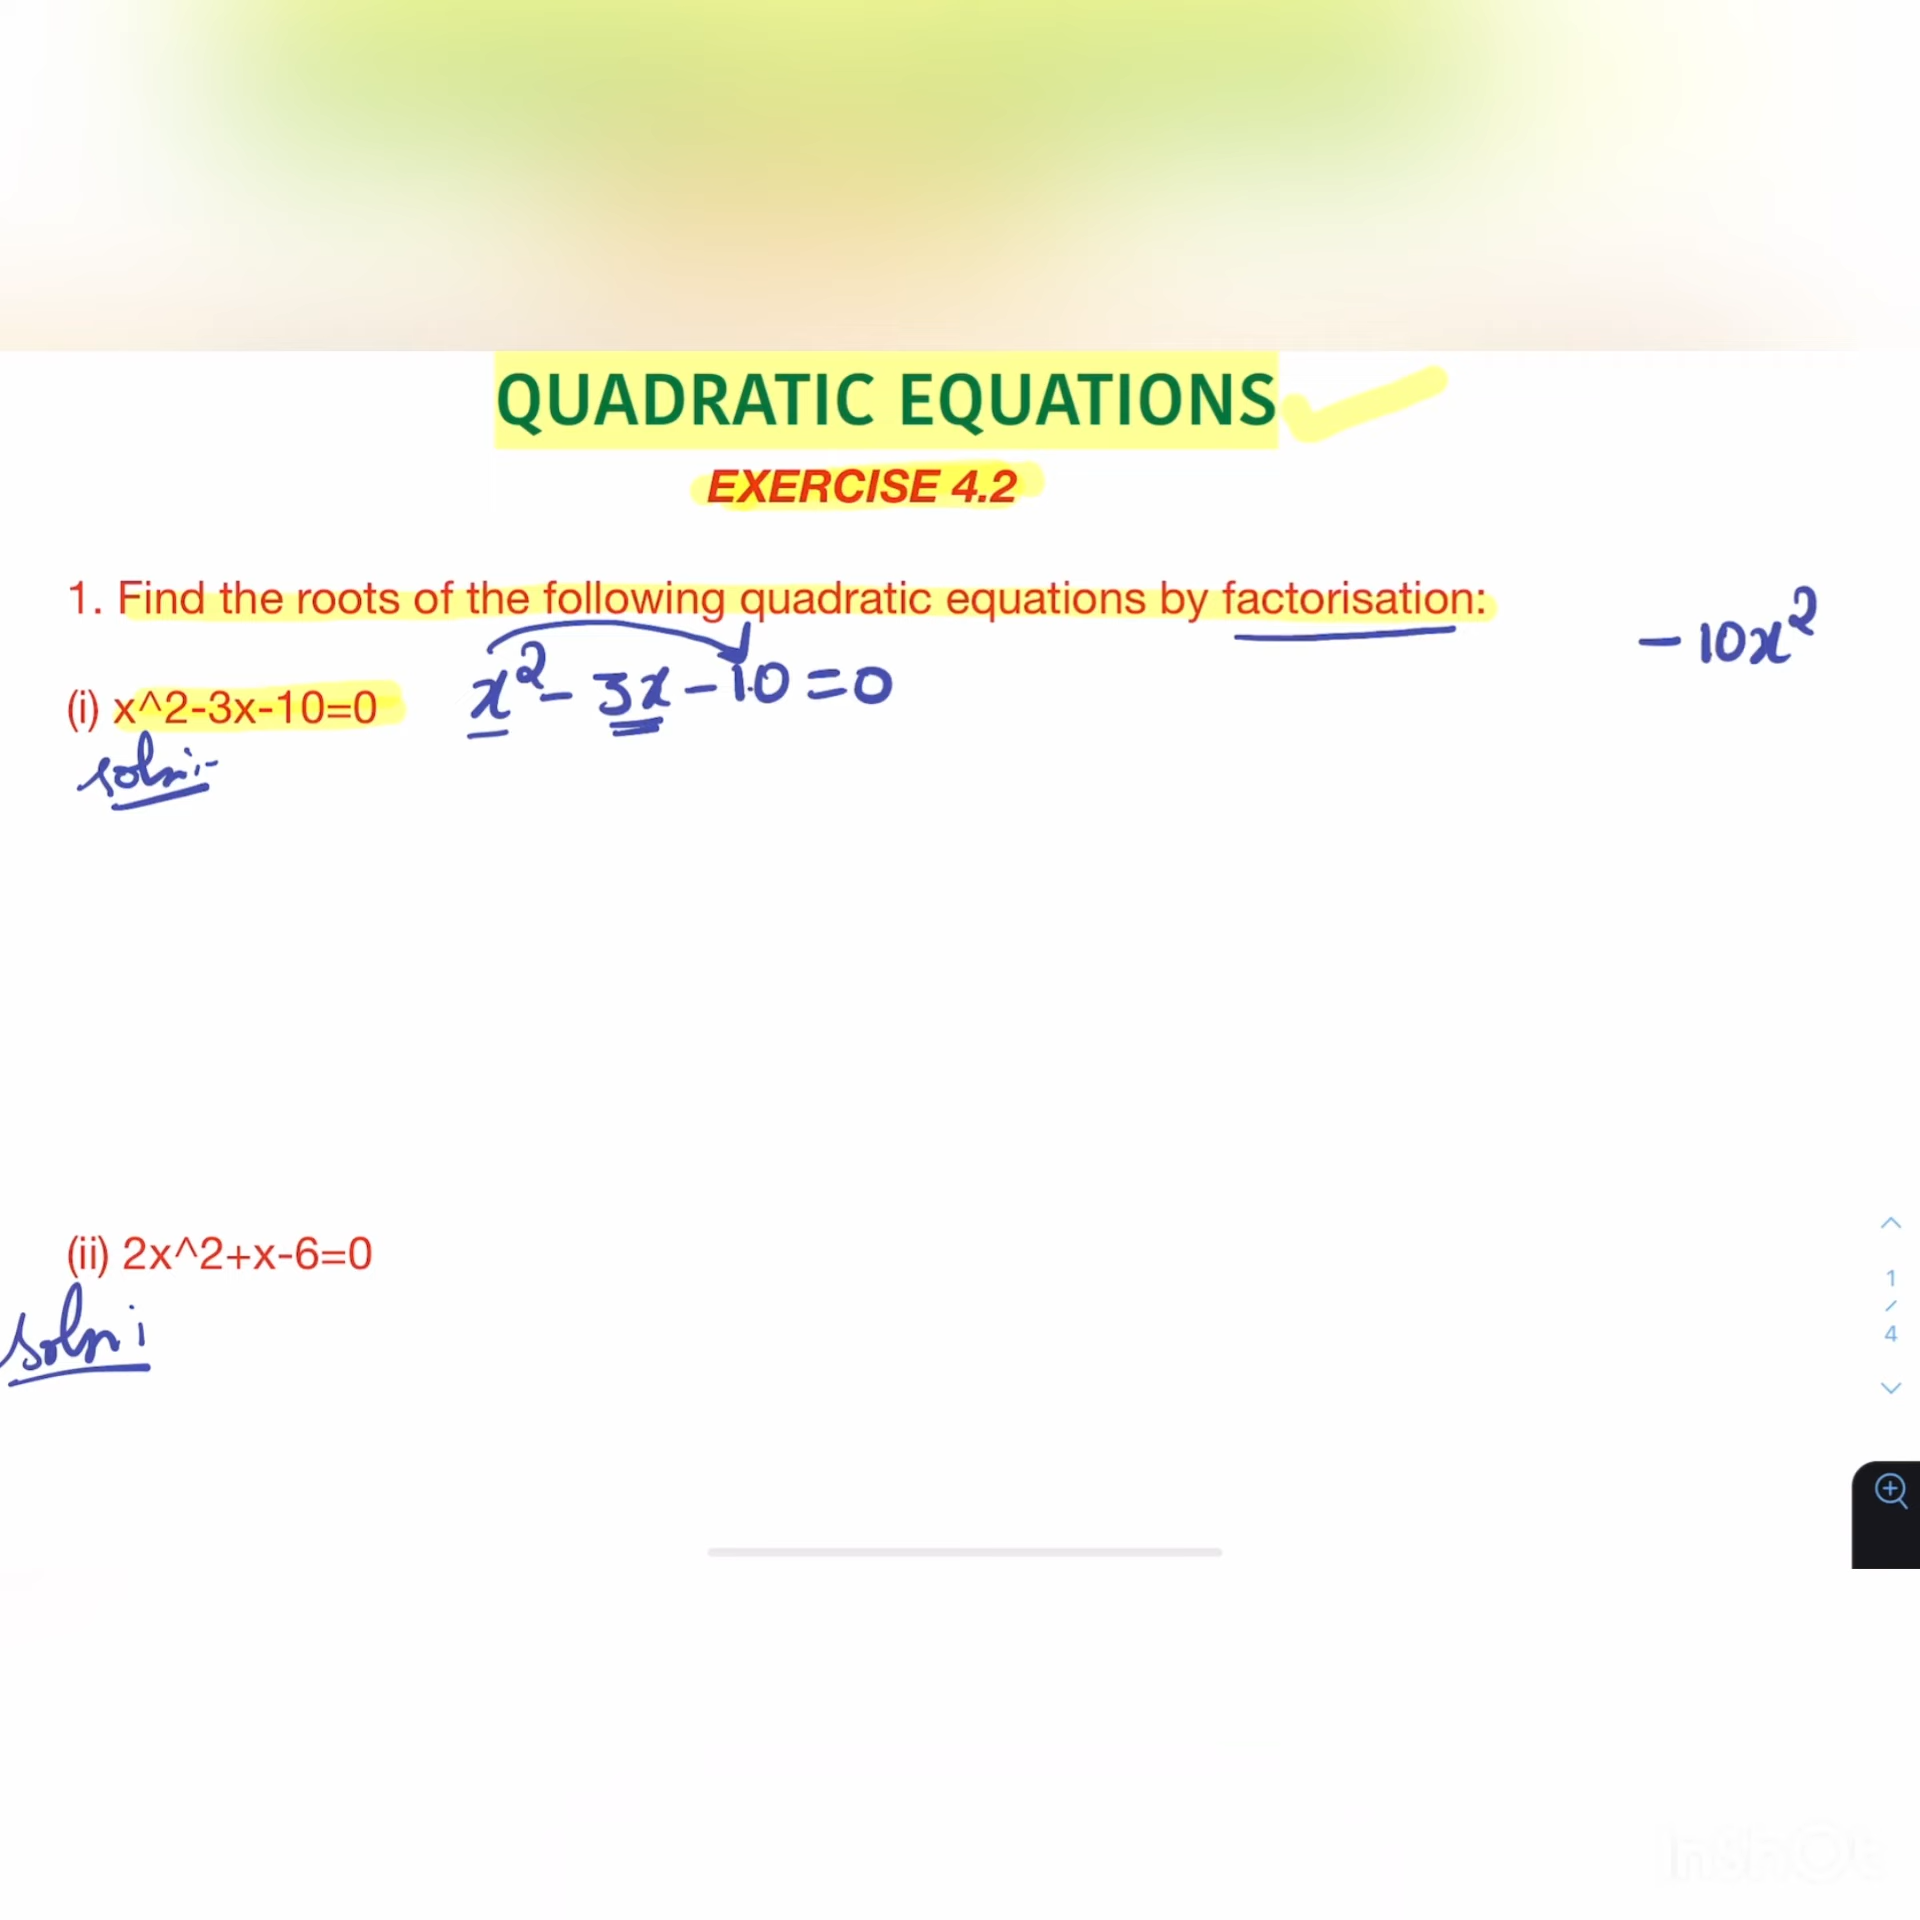 QUADRATIC EQUATIONS
EXERCISE 4.2
1. Find the roots of the following quadratic equations by factorisation:
-10x²
(i) x^2-3x-10=0 x²-3x-10=0
soln:-
(ii) 2x^2+x-6=0
soln:
1
/
4
InShOt